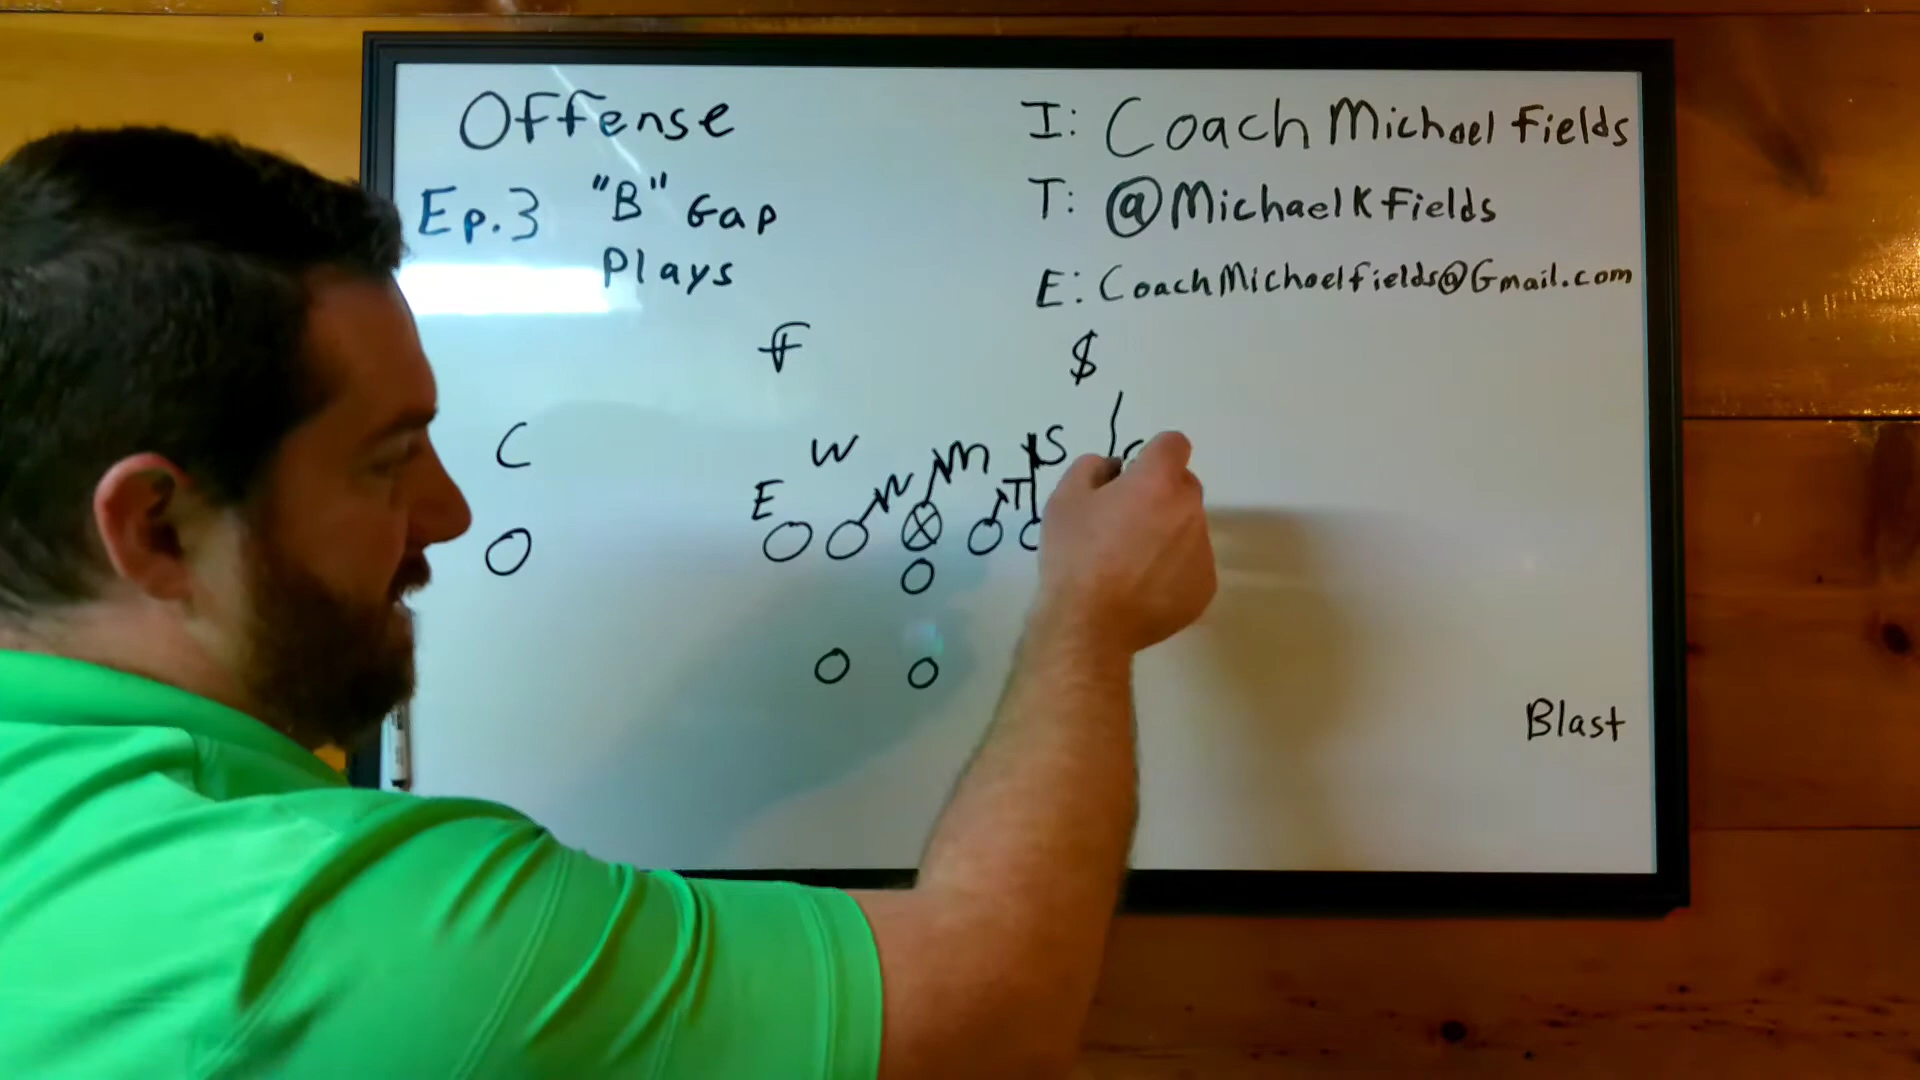 Offense
Ep.3 "B" Gap
Plays
I: Coach Michael Fields
T: @MichaelKFields
E: CoachMichaelfields@Gmail.com
F $
C W M S
E N T
Blast